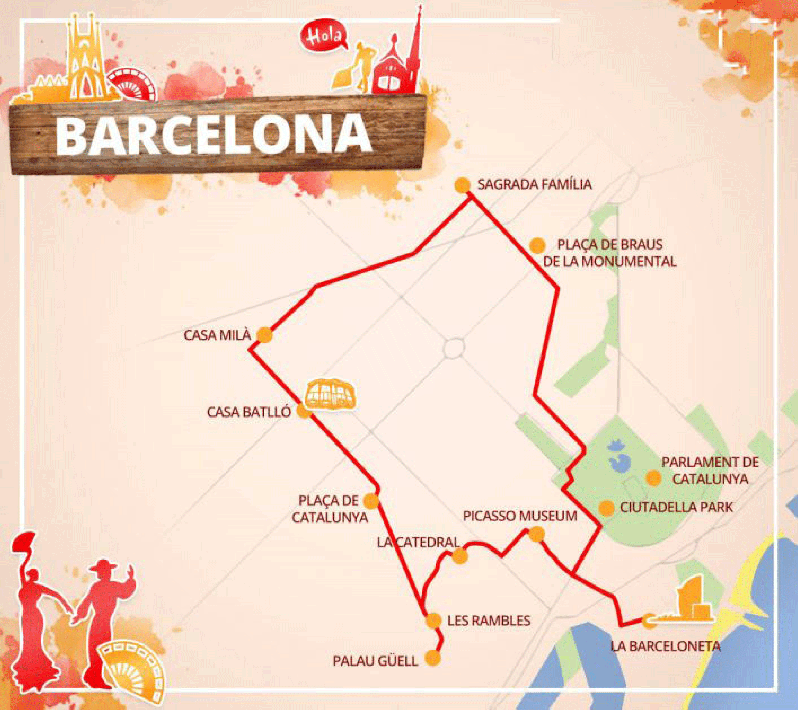 Hola
BARCELONA
SAGRADA FAMÍLIA
PLAÇA DE BRAUS
DE LA MONUMENTAL
CASA MILÀ
CASA BATLLÓ
PARLAMENT DE
CATALUNYA
PLAÇA DE
CATALUNYA
CIUTADELLA PARK
PICASSO MUSEUM
LA CATEDRAL
LES RAMBLES
LA BARCELONETA
PALAU GÜELL